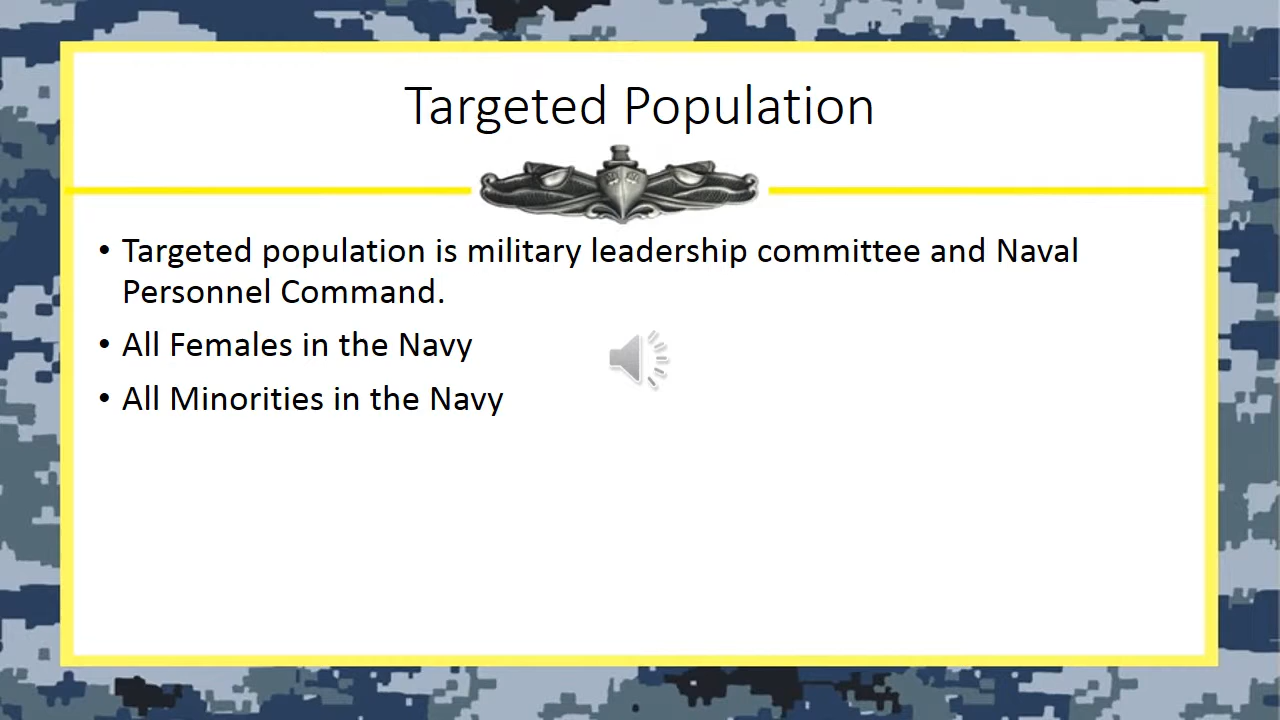 Targeted Population
• Targeted population is military leadership committee and Naval
Personnel Command.
• All Females in the Navy
• All Minorities in the Navy